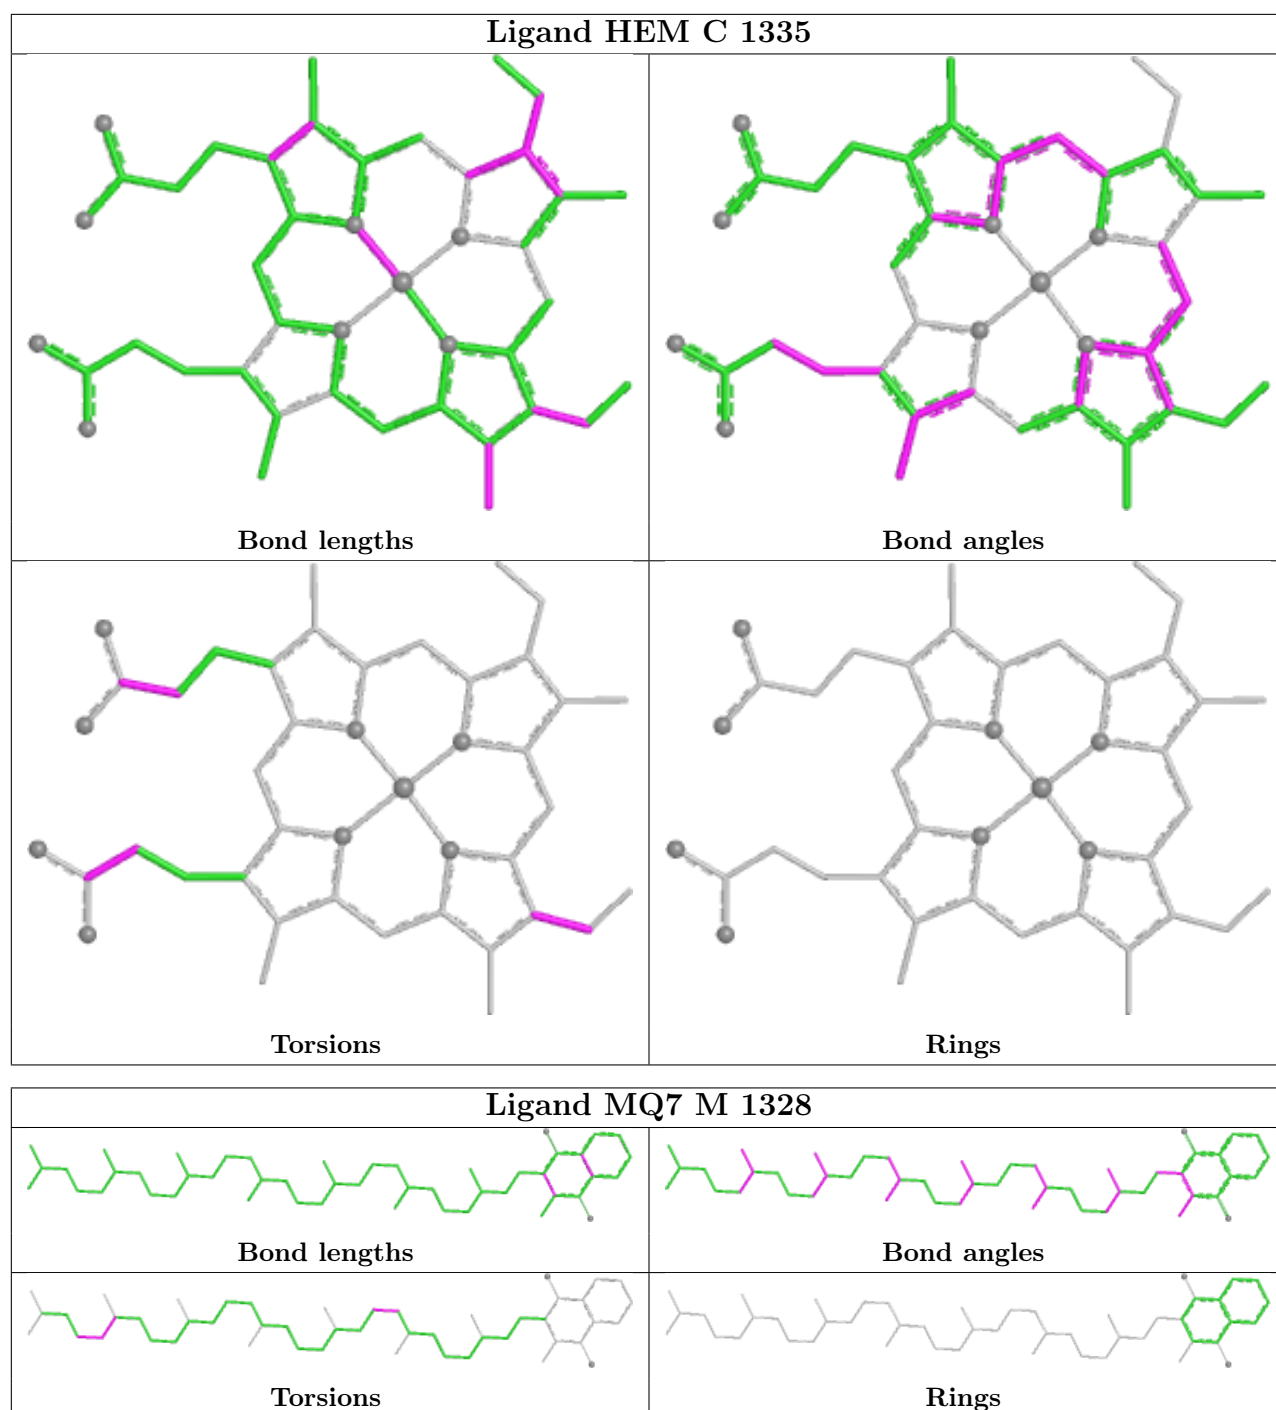 Ligand HEM C 1335
Bond lengths
Bond angles
Torsions
Rings
Ligand MQ7 M 1328
Bond lengths
Bond angles
Torsions
Rings